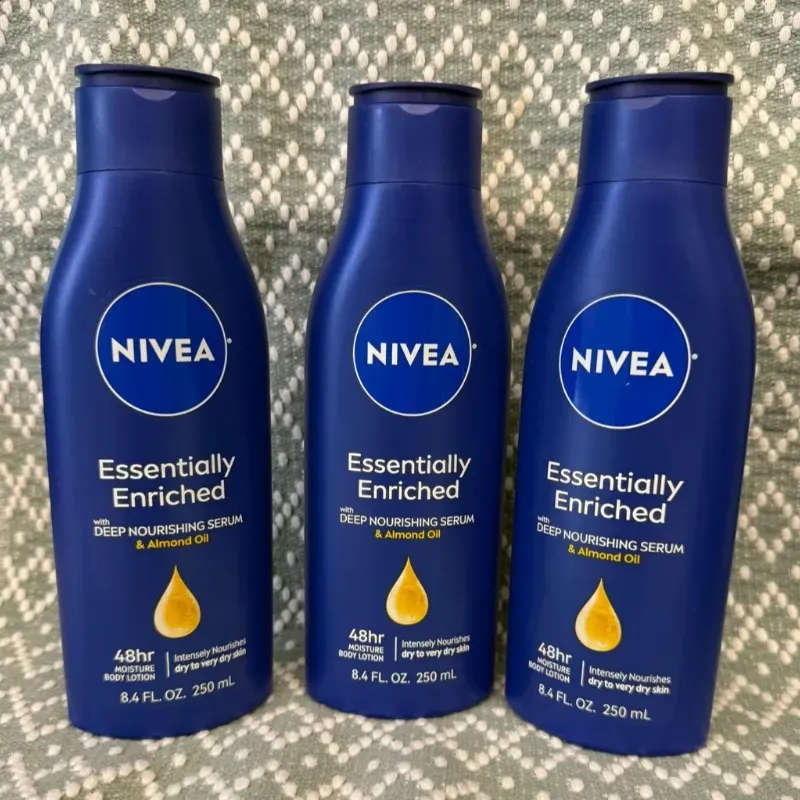 NIVEA
Essentially
Enriched
with
DEEP NOURISHING SERUM
& Almond Oil
48hr
MOISTURE
BODY LOTION
Intensely Nourishes
dry to very dry skin
8.4 FL. OZ. 250 mL
NIVEA
Essentially
Enriched
with
DEEP NOURISHING SERUM
& Almond Oil
48hr
MOISTURE
BODY LOTION
Intensely Nourishes
dry to very dry skin
8.4 FL. OZ. 250 mL
NIVEA
Essentially
Enriched
with
DEEP NOURISHING SERUM
& Almond Oil
48hr
MOISTURE
BODY LOTION
Intensely Nourishes
dry to very dry skin
8.4 FL. OZ. 250 mL